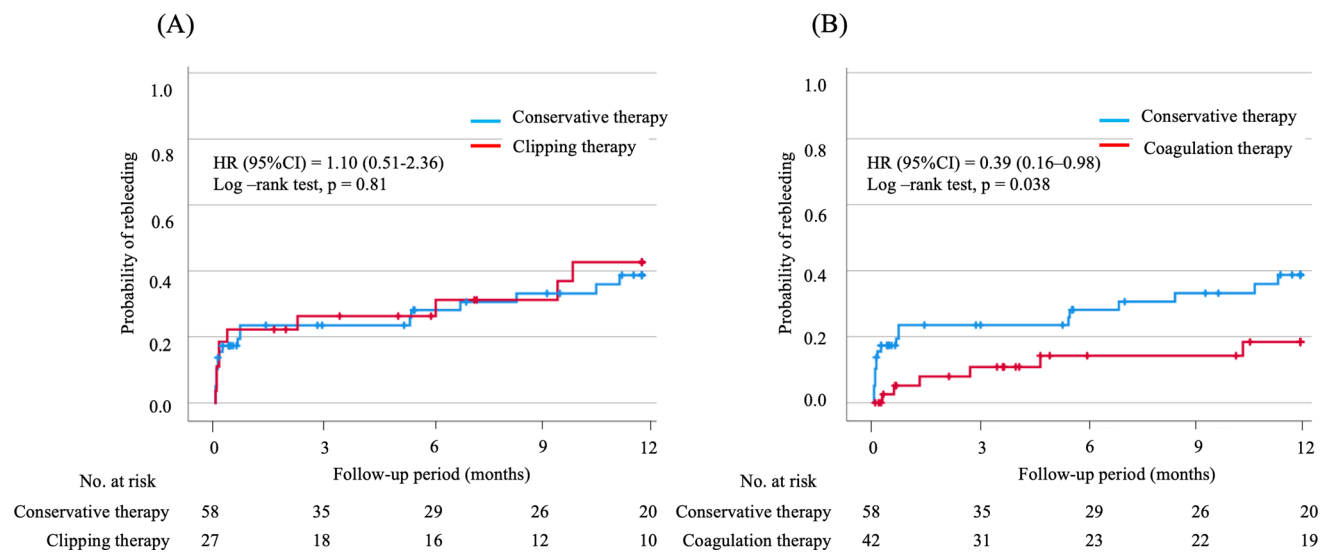 (A)
1.0
0.8
0.6
0.4
0.2
0.0
Probability of rebleeding
Conservative therapy
Clipping therapy
HR (95%CI) = 1.10 (0.51-2.36)
Log –rank test, p = 0.81
0 3 6 9 12
Follow-up period (months)
No. at risk
Conservative therapy 58 35 29 26 20
Clipping therapy 27 18 16 12 10
(B)
1.0
0.8
0.6
0.4
0.2
0.0
Probability of rebleeding
Conservative therapy
Coagulation therapy
HR (95%CI) = 0.39 (0.16–0.98)
Log –rank test, p = 0.038
0 3 6 9 12
Follow-up period (months)
No. at risk
Conservative therapy 58 35 29 26 20
Coagulation therapy 42 31 23 22 19